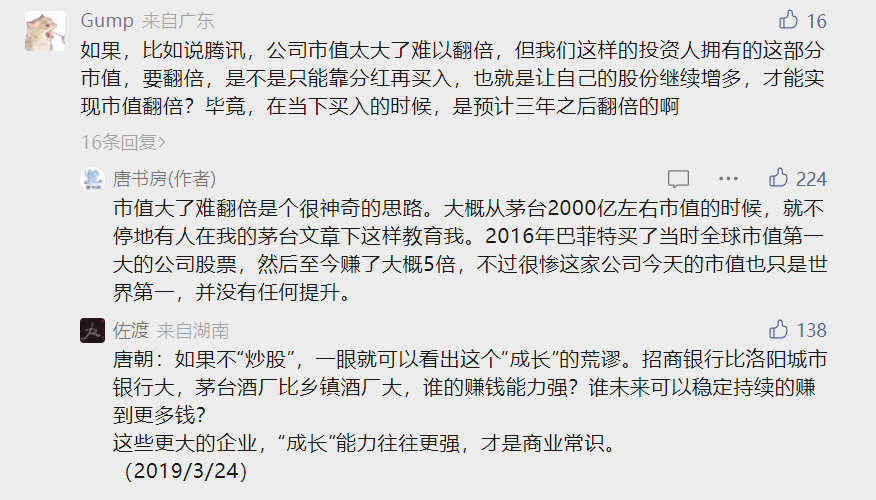 Gump 来自广东 16
如果，比如说腾讯，公司市值太大了难以翻倍，但我们这样的投资人拥有的这部分
市值，要翻倍，是不是只能靠分红再买入，也就是让自己的股份继续增多，才能实
现市值翻倍？毕竟，在当下买入的时候，是预计三年之后翻倍的啊
16条回复>
唐书房(作者) 224
市值大了难翻倍是个很神奇的思路。大概从茅台2000亿左右市值的时候，就不
停地有人在我的茅台文章下这样教育我。2016年巴菲特买了当时全球市值第一
大的公司股票，然后至今赚了大概5倍，不过很惨这家公司今天的市值也只是世
界第一，并没有任何提升。
佐渡 来自湖南 138
唐朝：如果不“炒股”，一眼就可以看出这个“成长”的荒谬。招商银行比洛阳城市
银行大，茅台酒厂比乡镇酒厂大，谁的赚钱能力强？谁未来可以稳定持续的赚
到更多钱？
这些更大的企业，“成长”能力往往更强，才是商业常识。
（2019/3/24）